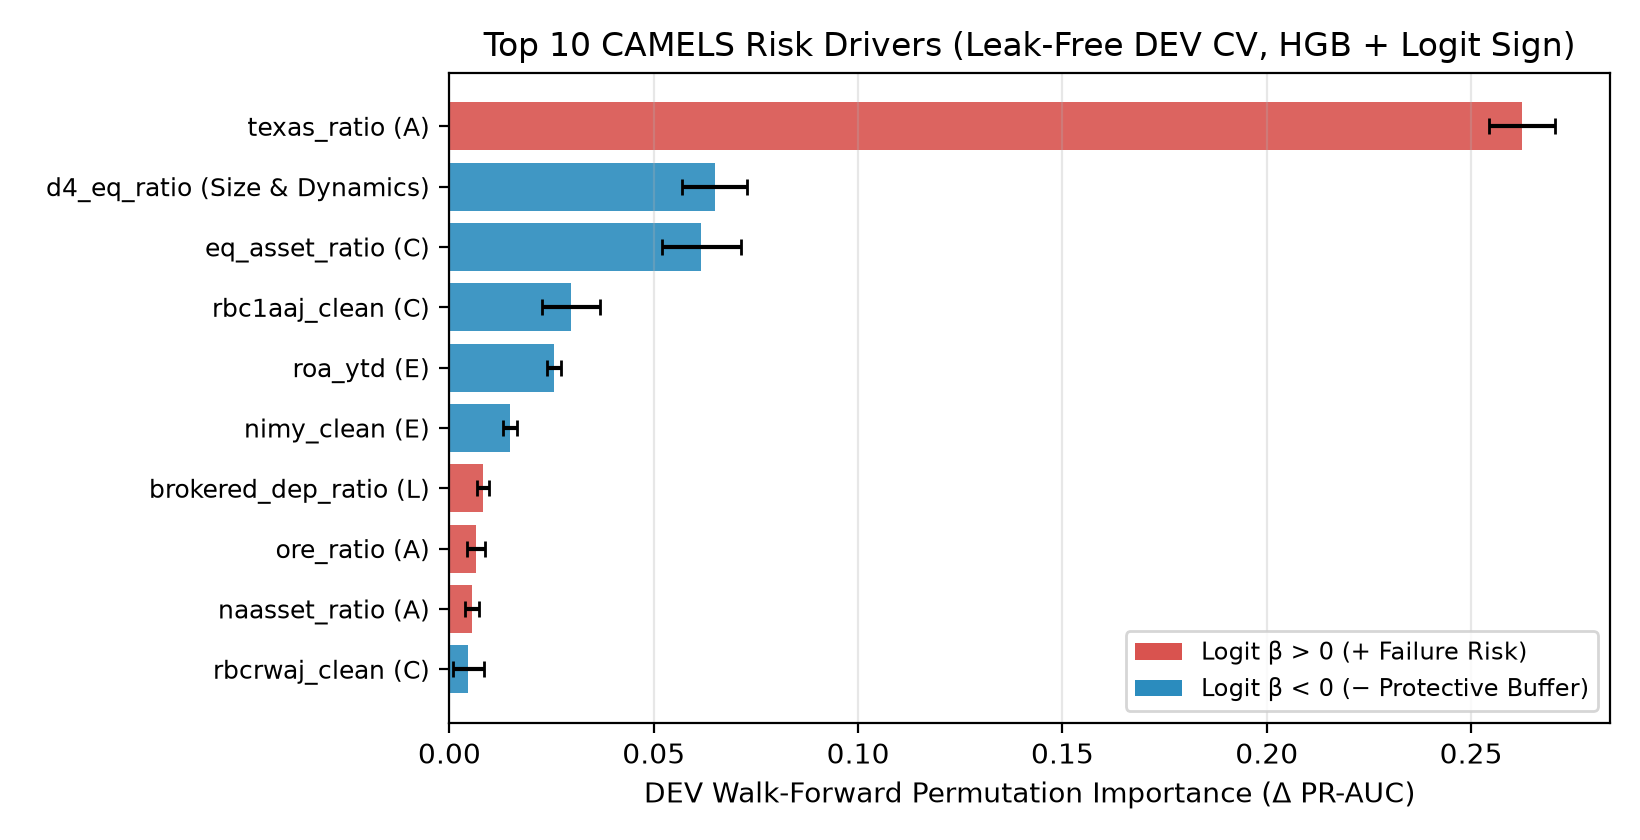 Top 10 CAMELS Risk Drivers (Leak-Free DEV CV, HGB + Logit Sign)
texas_ratio (A)
d4_eq_ratio (Size & Dynamics)
eq_asset_ratio (C)
rbc1aaj_clean (C)
roa_ytd (E)
nimy_clean (E)
brokered_dep_ratio (L)
ore_ratio (A)
naasset_ratio (A)
rbcrwaj_clean (C)
Logit β > 0 (+ Failure Risk)
Logit β < 0 (− Protective Buffer)
0.00 0.05 0.10 0.15 0.20 0.25
DEV Walk-Forward Permutation Importance (Δ PR-AUC)